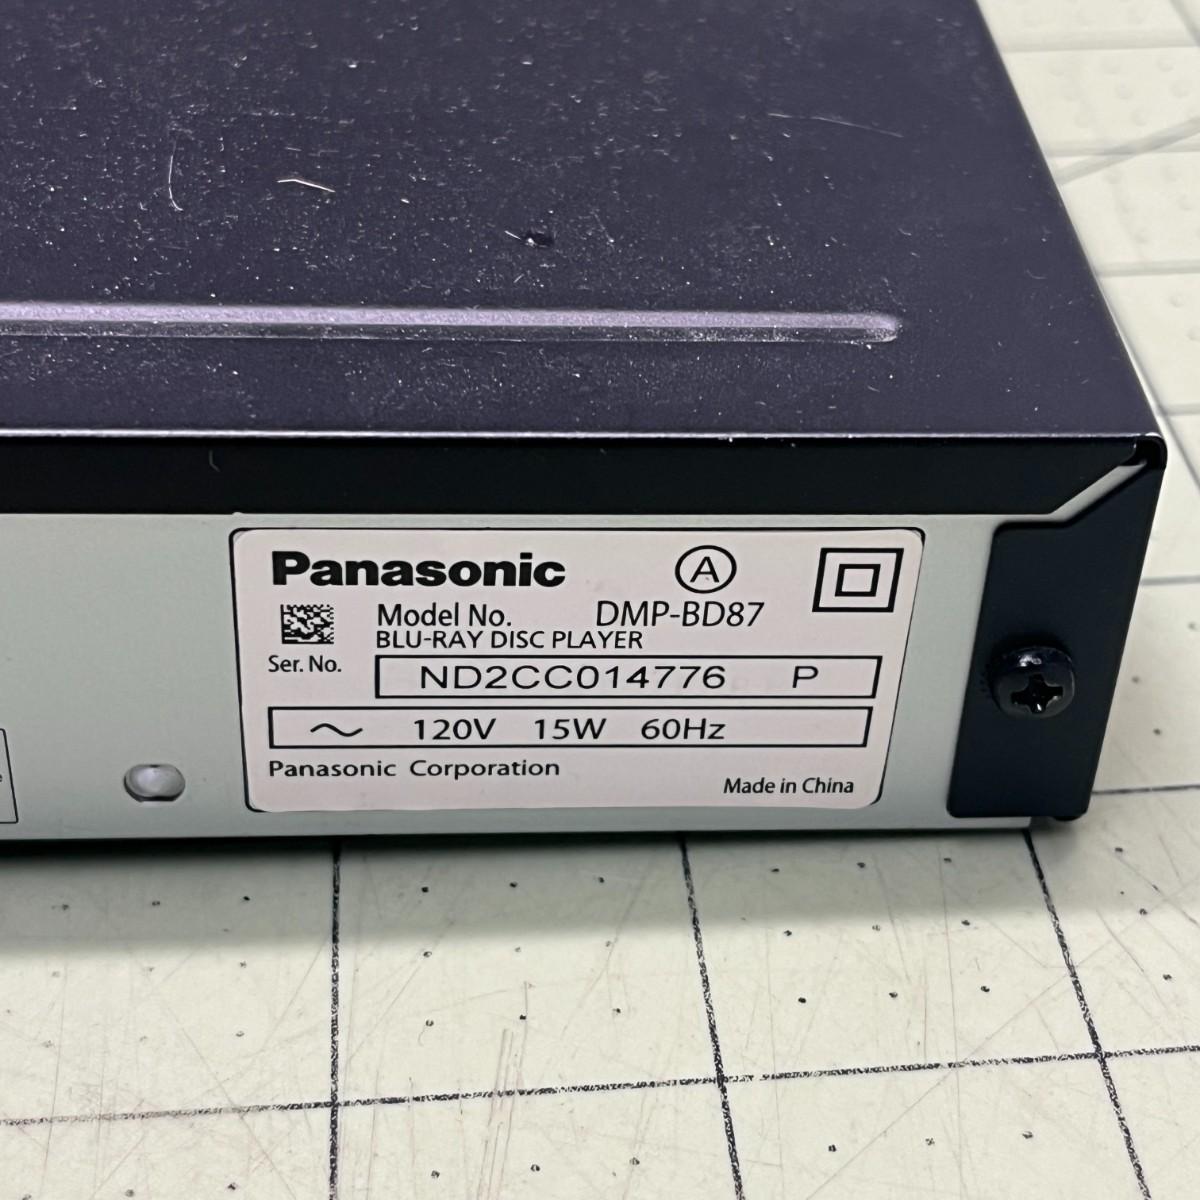 Panasonic
A
Model No. DMP-BD87
BLU-RAY DISC PLAYER
Ser. No.
ND2CC014776 P
~ 120V 15W 60Hz
Panasonic Corporation
Made in China